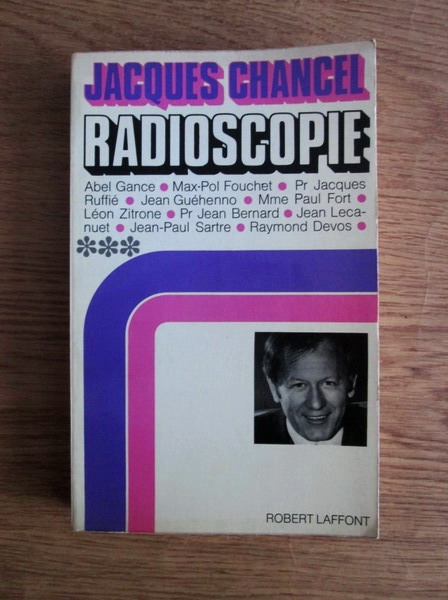 JACQUES CHANCEL
RADIOSCOPIE
Abel Gance ● Max-Pol Fouchet ● Pr Jacques
Ruffié ● Jean Guéhenno ● Mme Paul Fort ●
Léon Zitrone ● Pr Jean Bernard ● Jean Leca-
nuet ● Jean-Paul Sartre ● Raymond Devos ●
***
ROBERT LAFFONT